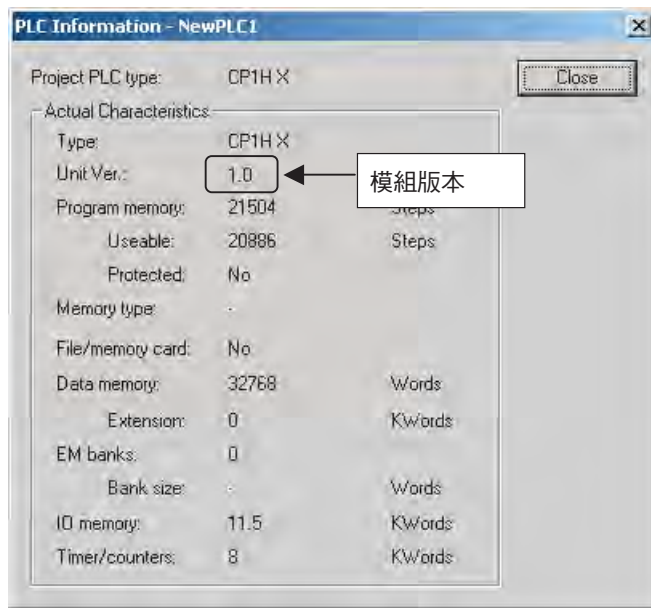 PLC Information - NewPLC1
Project PLC type: CP1H X Close
Actual Characteristics
Type: CP1H X
Unit Ver.: 1.0 模組版本
Program memory: 21504 Steps
Useable: 20886 Steps
Protected: No
Memory type: -
File/memory card: No
Data memory: 32768 Words
Extension: 0 KWords
EM banks: 0
Bank size: - Words
IO memory: 11.5 KWords
Timer/counters: 8 KWords